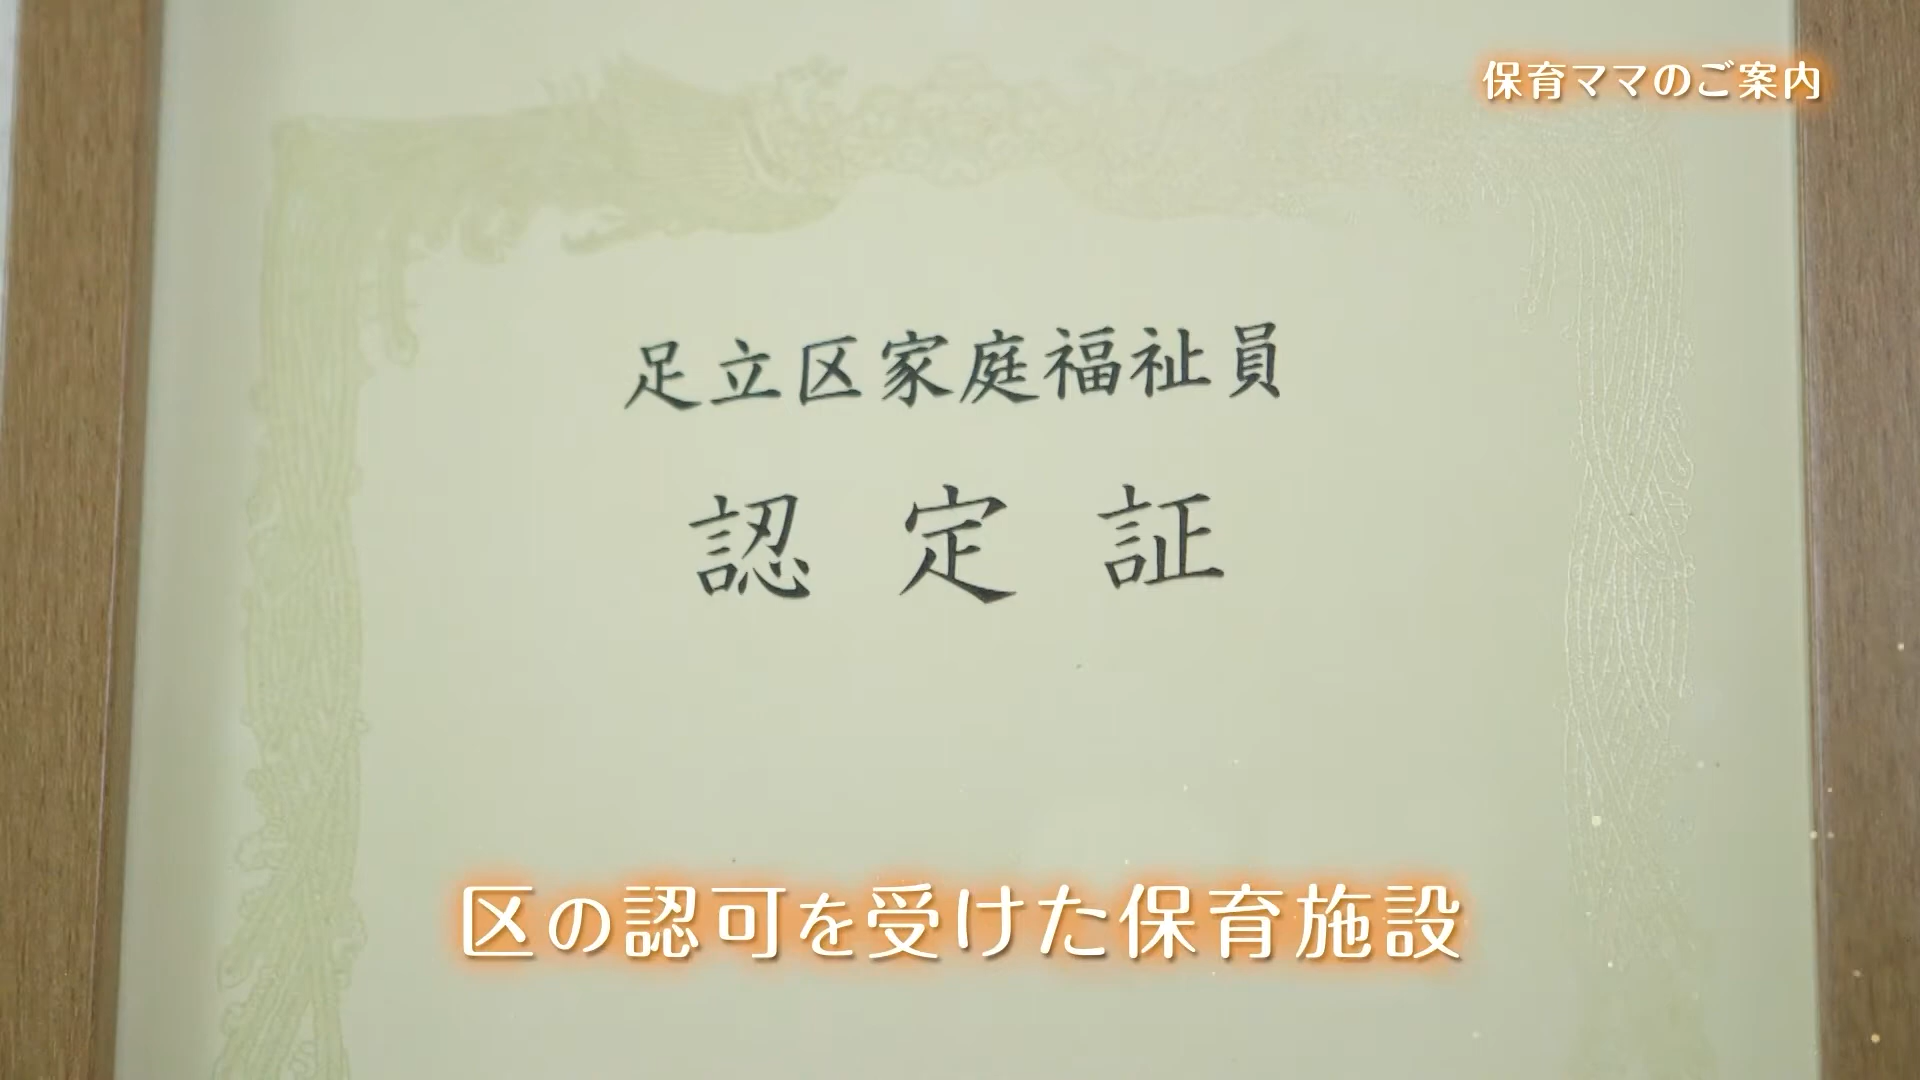 保育ママのご案内
足立区家庭福祉員
認定証
区の認可を受けた保育施設